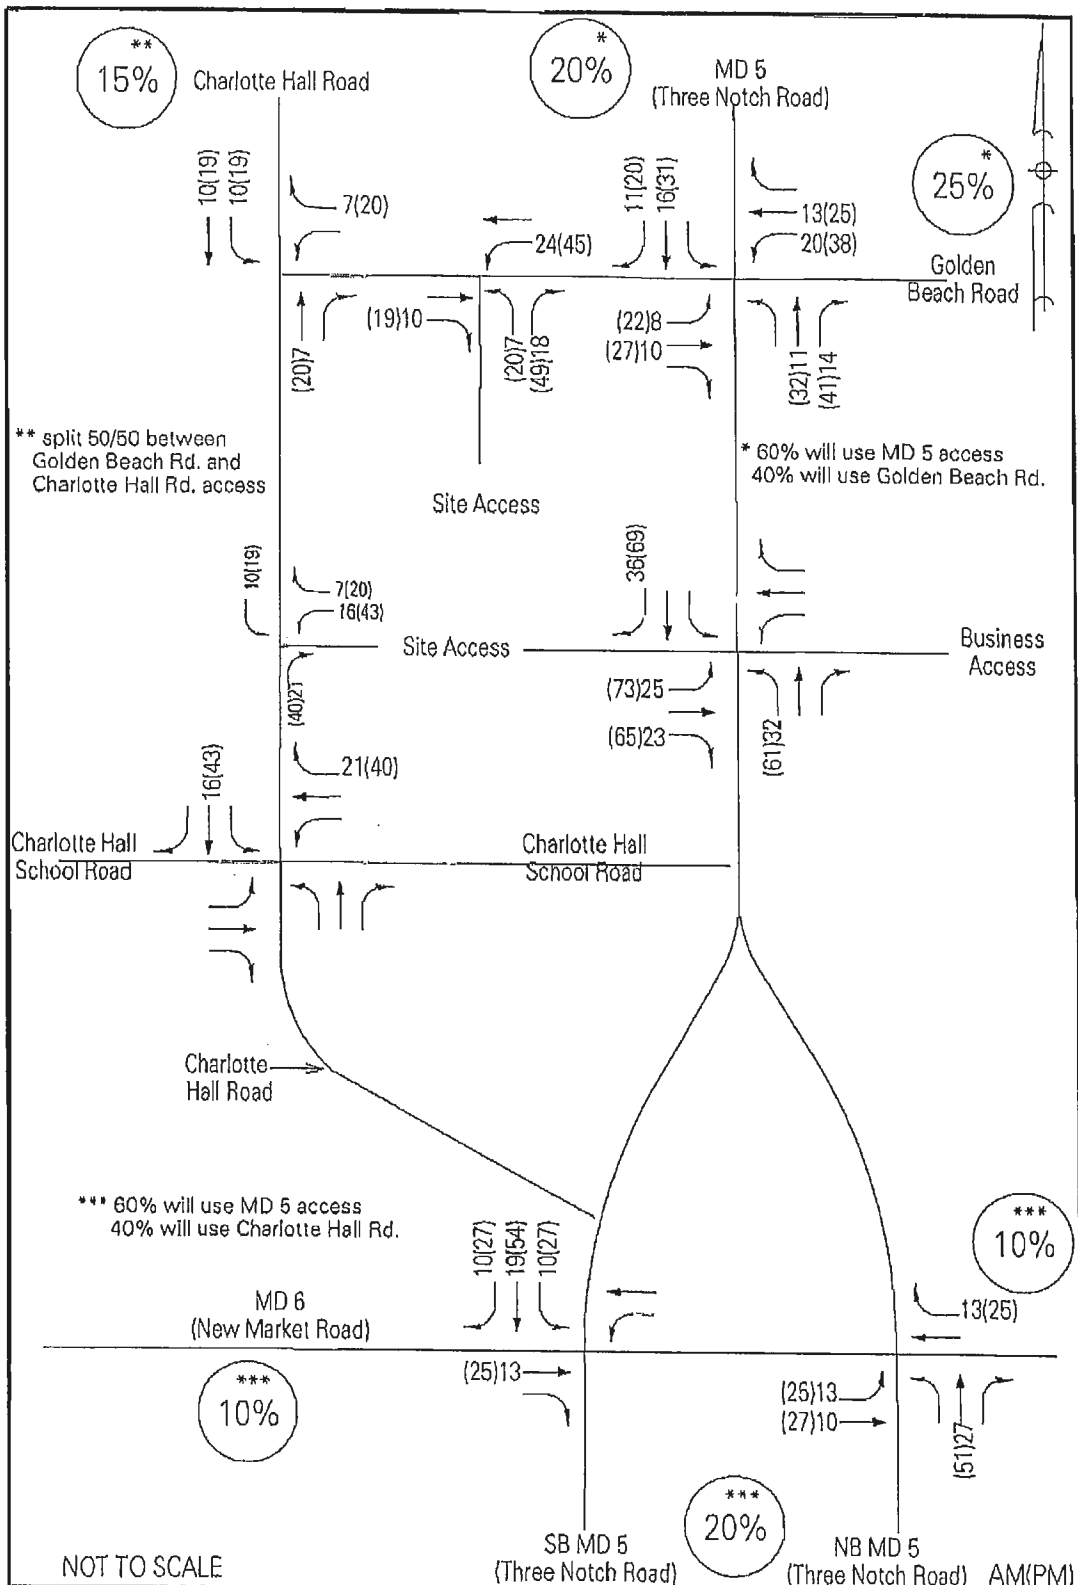 **
15%
Charlotte Hall Road
*
20%
MD 5
(Three Notch Road)
*
25%
10(19)
10(19)
7(20)
24(45)
11(20)
16(31)
13(25)
20(38)
Golden
Beach Road
(20)7
(19)10
(20)7
(49)18
(22)8
(27)10
(32)11
(41)14
** split 50/50 between
Golden Beach Rd. and
Charlotte Hall Rd. access
* 60% will use MD 5 access
40% will use Golden Beach Rd.
Site Access
10(19)
7(20)
16(43)
36(69)
Site Access
Business
Access
(40)21
(73)25
(65)23
(61)32
16(43)
21(40)
Charlotte Hall
School Road
Charlotte Hall
School Road
Charlotte
Hall Road
*** 60% will use MD 5 access
40% will use Charlotte Hall Rd.
10(27)
19(54)
10(27)
***
10%
MD 6
(New Market Road)
13(25)
(25)13
***
10%
(25)13
(27)10
(51)27
***
20%
NOT TO SCALE
SB MD 5
(Three Notch Road)
NB MD 5
(Three Notch Road)
AM(PM)